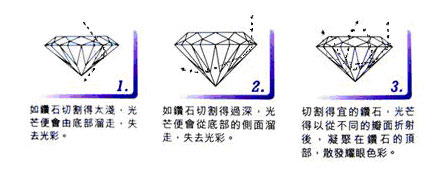 1.
如鑽石切割得太淺，光
芒便會由底部溜走，失
去光彩。
2.
如鑽石切割得過深，光
芒便會從底部的側面溜
走，失去光彩。
3.
切割得宜的鑽石，光芒
得以從不同的瓣面折射
後，凝聚在鑽石的頂
部，散發耀眼色彩。